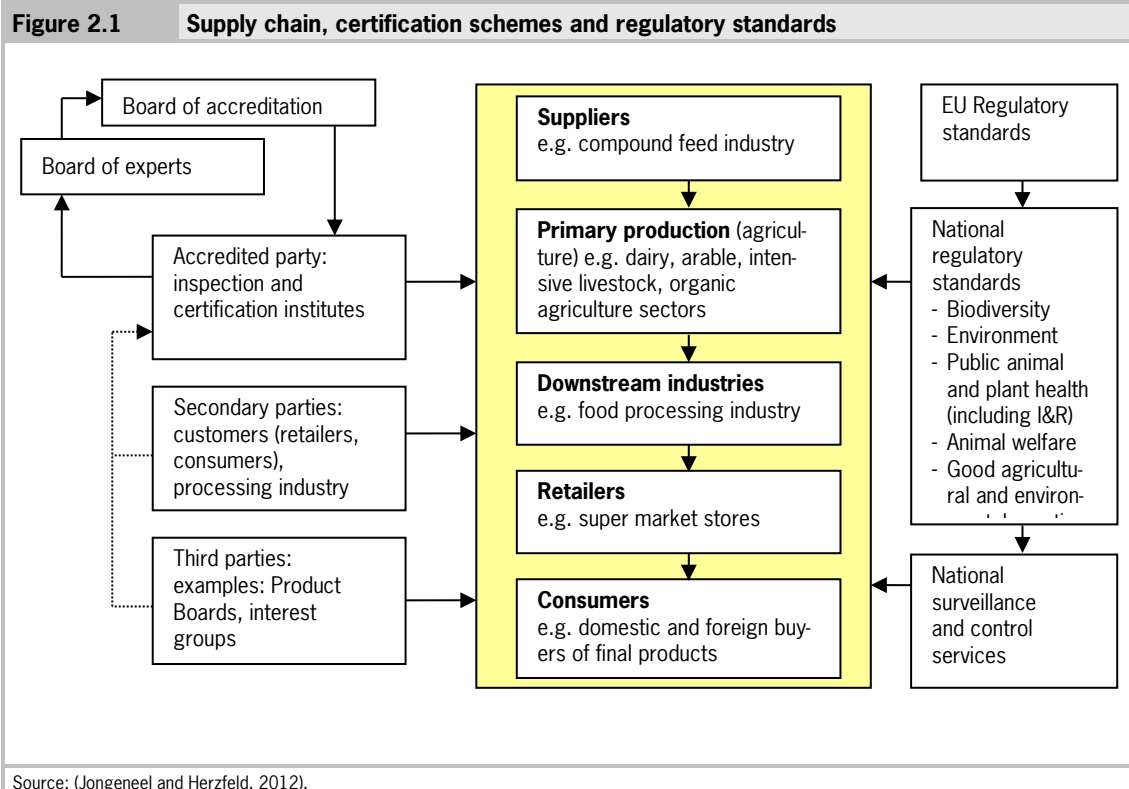 Figure 2.1 Supply chain, certification schemes and regulatory standards
Board of accreditation
Board of experts
Accredited party:
inspection and
certification institutes
Secondary parties:
customers (retailers,
consumers),
processing industry
Third parties:
examples: Product
Boards, interest
groups
Suppliers
e.g. compound feed industry
Primary production (agricul-
ture) e.g. dairy, arable, inten-
sive livestock, organic
agriculture sectors
Downstream industries
e.g. food processing industry
Retailers
e.g. super market stores
Consumers
e.g. domestic and foreign buy-
ers of final products
EU Regulatory
standards
National
regulatory
standards
- Biodiversity
- Environment
- Public animal
and plant health
(including I&R)
- Animal welfare
- Good agricultu-
ral and environ-
National
surveillance
and control
services
Source: (Jongeneel and Herzfeld, 2012).